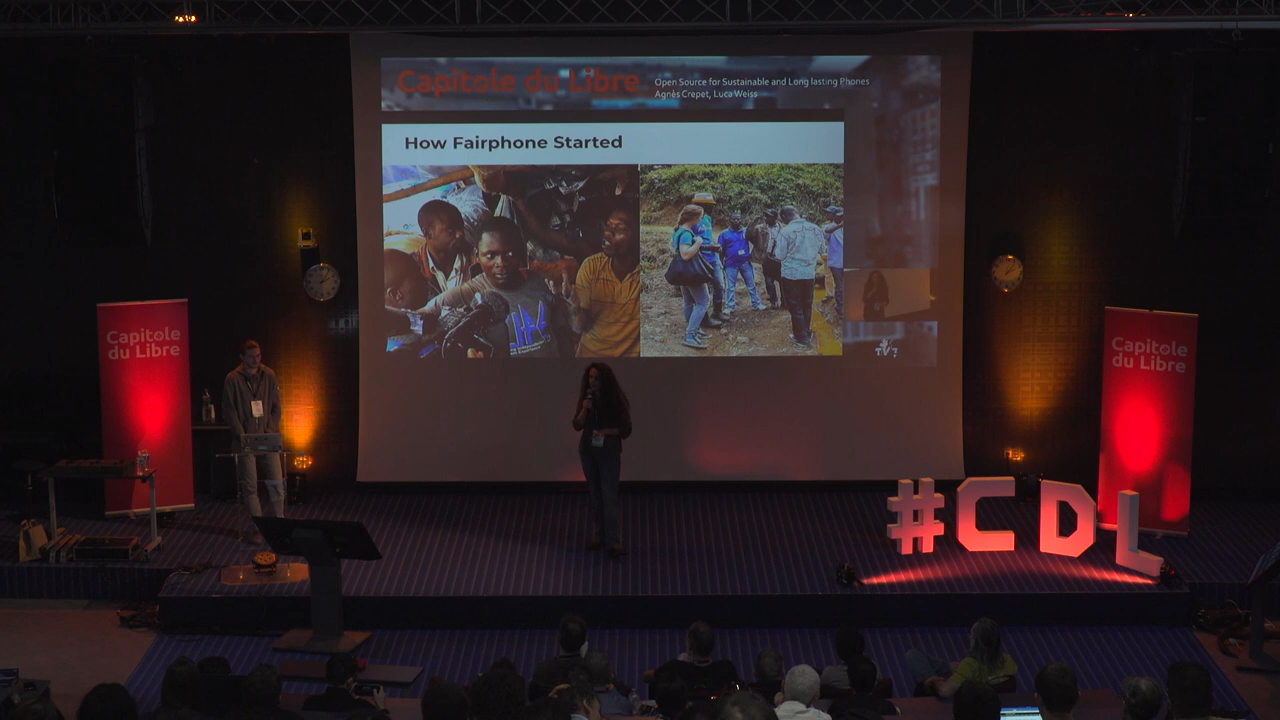 Capitole du Libre
Open Source for Sustainable and Long lasting Phones
Agnès Crepet, Luca Weiss
How Fairphone Started
Capitole
du Libre
Capitole
du Libre
#CDL